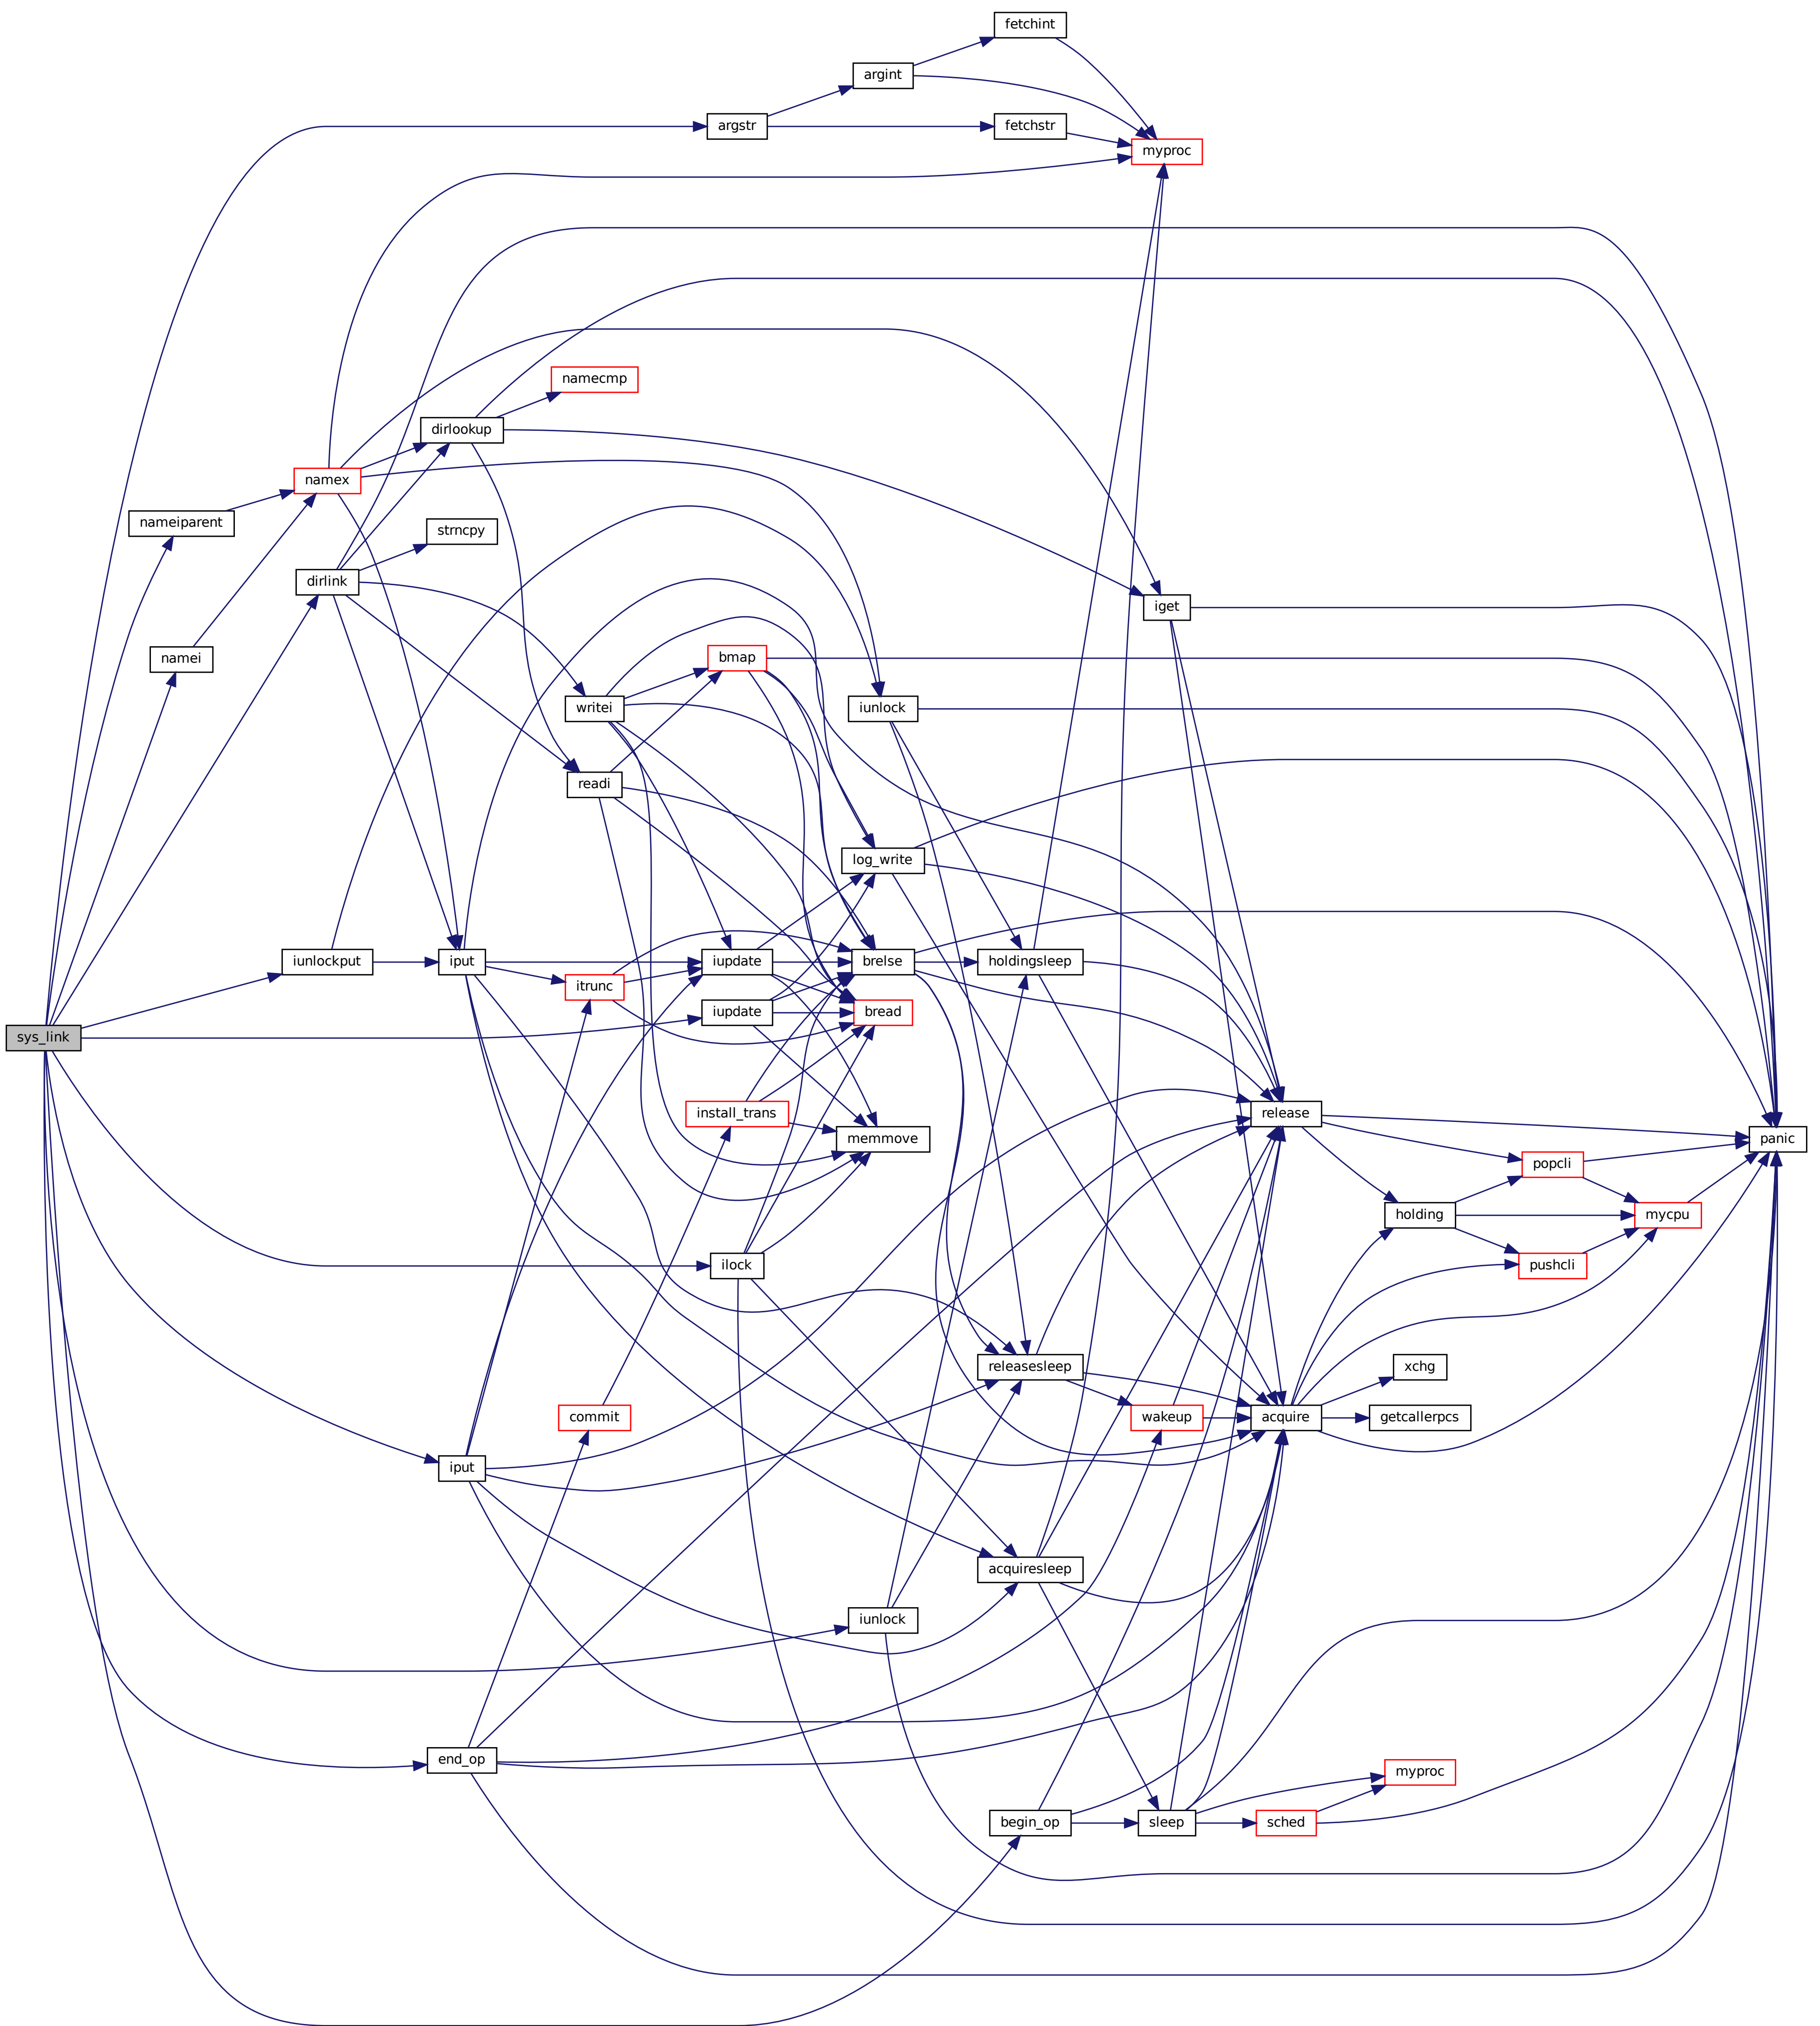 fetchint
argint
argstr
fetchstr
myproc
namecmp
dirlookup
namex
nameiparent
strncpy
dirlink
iget
namei
bmap
writei
iunlock
readi
log_write
iunlockput
iput
iupdate
brelse
holdingsleep
itrunc
iupdate
bread
sys_link
install_trans
release
memmove
panic
popcli
holding
mycpu
ilock
pushcli
releasesleep
xchg
commit
wakeup
acquire
getcallerpcs
iput
acquiresleep
iunlock
end_op
myproc
begin_op
sleep
sched